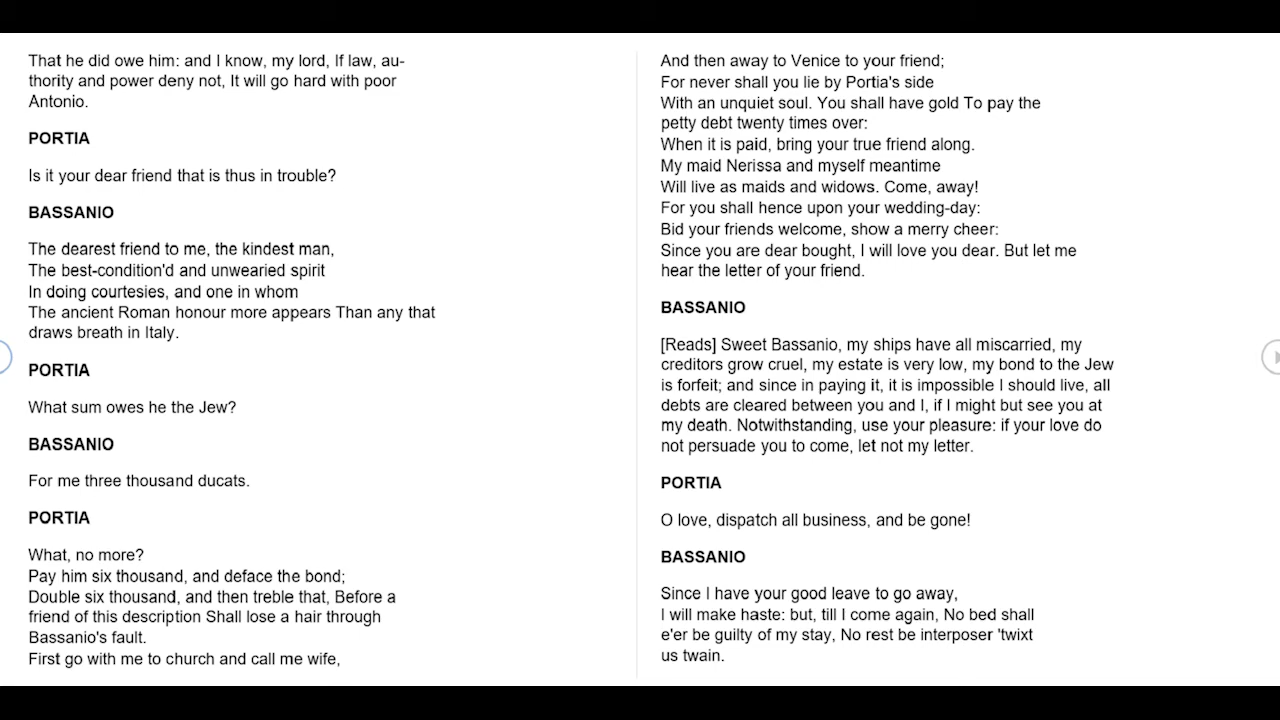 That he did owe him: and I know, my lord, If law, au-
thority and power deny not, It will go hard with poor
Antonio.
PORTIA
Is it your dear friend that is thus in trouble?
BASSANIO
The dearest friend to me, the kindest man,
The best-condition'd and unwearied spirit
In doing courtesies, and one in whom
The ancient Roman honour more appears Than any that
draws breath in Italy.
PORTIA
What sum owes he the Jew?
BASSANIO
For me three thousand ducats.
PORTIA
What, no more?
Pay him six thousand, and deface the bond;
Double six thousand, and then treble that, Before a
friend of this description Shall lose a hair through
Bassanio's fault.
First go with me to church and call me wife,
And then away to Venice to your friend;
For never shall you lie by Portia's side
With an unquiet soul. You shall have gold To pay the
petty debt twenty times over:
When it is paid, bring your true friend along.
My maid Nerissa and myself meantime
Will live as maids and widows. Come, away!
For you shall hence upon your wedding-day:
Bid your friends welcome, show a merry cheer:
Since you are dear bought, I will love you dear. But let me
hear the letter of your friend.
BASSANIO
[Reads] Sweet Bassanio, my ships have all miscarried, my
creditors grow cruel, my estate is very low, my bond to the Jew
is forfeit; and since in paying it, it is impossible I should live, all
debts are cleared between you and I, if I might but see you at
my death. Notwithstanding, use your pleasure: if your love do
not persuade you to come, let not my letter.
PORTIA
O love, dispatch all business, and be gone!
BASSANIO
Since I have your good leave to go away,
I will make haste: but, till I come again, No bed shall
e'er be guilty of my stay, No rest be interposer 'twixt
us twain.